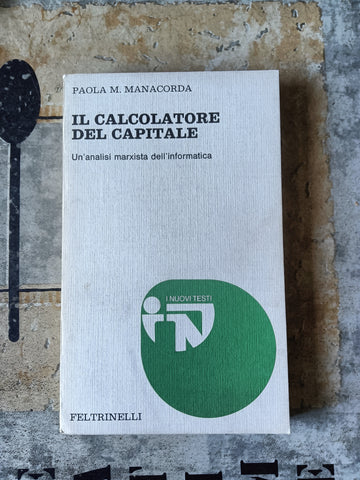 PAOLA M. MANACORDA
IL CALCOLATORE
DEL CAPITALE
Un'analisi marxista dell'informatica
I NUOVI TESTI
FELTRINELLI